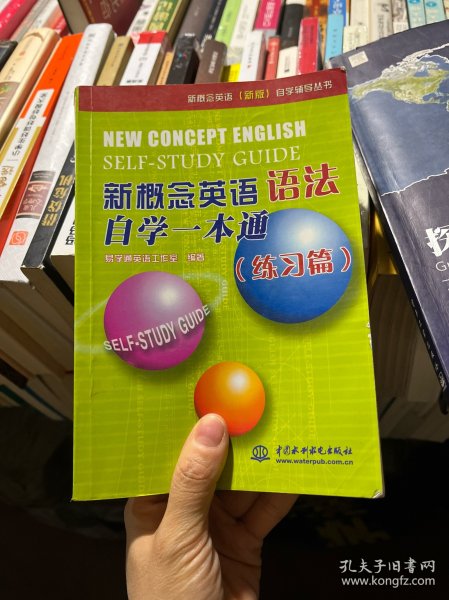 新概念英语（新版）自学辅导丛书
NEW CONCEPT ENGLISH
SELF-STUDY GUIDE
新概念英语 语法
自学一本通
（练习篇）
易学通英语工作室 编著
SELF-STUDY GUIDE
中国水利水电出版社
www.waterpub.com.cn
孔夫子旧书网
www.kongfz.com